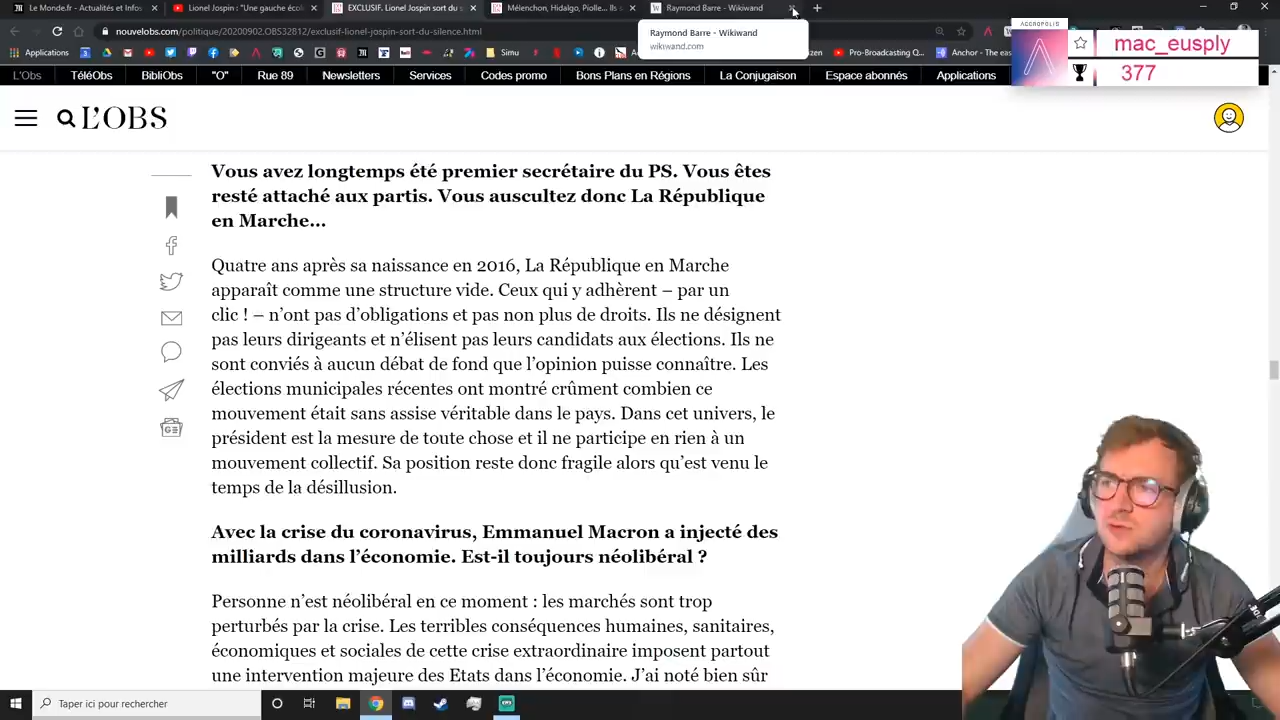 Le Monde.fr - Actualités et Infos
Lionel Jospin : "Une gauche écol
EXCLUSIF. Lionel Jospin sort du s
Mélenchon, Hidalgo, Piolle... Ils s
Raymond Barre - Wikiwand
wikiwand.com
nouvelobs.com/politique/20200902.OBS32812/exclusif-lionel-jospin-sort-du-silence.html
Simu
Pro-Broadcasting Q...
Anchor - The eas
ACCROPOLIS
mac_eusply
377
TéléObs
BibliObs
"O"
Rue 89
Newsletters
Services
Codes promo
Bons Plans en Régions
La Conjugaison
Espace abonnés
Applications
L'OBS
Vous avez longtemps été premier secrétaire du PS. Vous êtes
resté attaché aux partis. Vous auscultez donc La République
en Marche…
Quatre ans après sa naissance en 2016, La République en Marche
apparaît comme une structure vide. Ceux qui y adhèrent – par un
clic ! – n'ont pas d'obligations et pas non plus de droits. Ils ne désignent
pas leurs dirigeants et n'élisent pas leurs candidats aux élections. Ils ne
sont conviés à aucun débat de fond que l'opinion puisse connaître. Les
élections municipales récentes ont montré crûment combien ce
mouvement était sans assise véritable dans le pays. Dans cet univers, le
président est la mesure de toute chose et il ne participe en rien à un
mouvement collectif. Sa position reste donc fragile alors qu'est venu le
temps de la désillusion.
Avec la crise du coronavirus, Emmanuel Macron a injecté des
milliards dans l'économie. Est-il toujours néolibéral ?
Personne n'est néolibéral en ce moment : les marchés sont trop
perturbés par la crise. Les terribles conséquences humaines, sanitaires,
économiques et sociales de cette crise extraordinaire imposent partout
une intervention majeure des Etats dans l'économie. J'ai noté bien sûr
Taper ici pour rechercher